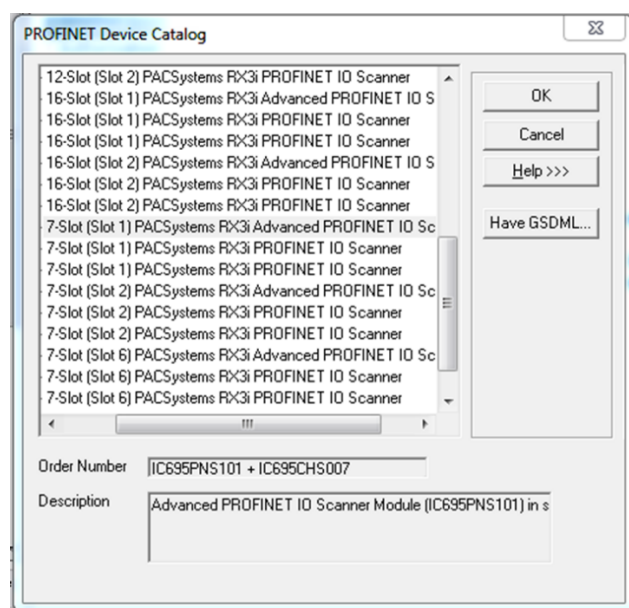 PROFINET Device Catalog
12-Slot (Slot 2) PACSystems RX3i PROFINET IO Scanner
16-Slot (Slot 1) PACSystems RX3i Advanced PROFINET IO S
16-Slot (Slot 1) PACSystems RX3i PROFINET IO Scanner
16-Slot (Slot 1) PACSystems RX3i PROFINET IO Scanner
16-Slot (Slot 2) PACSystems RX3i Advanced PROFINET IO S
16-Slot (Slot 2) PACSystems RX3i PROFINET IO Scanner
16-Slot (Slot 2) PACSystems RX3i PROFINET IO Scanner
7-Slot (Slot 1) PACSystems RX3i Advanced PROFINET IO Sc
7-Slot (Slot 1) PACSystems RX3i PROFINET IO Scanner
7-Slot (Slot 1) PACSystems RX3i PROFINET IO Scanner
7-Slot (Slot 2) PACSystems RX3i Advanced PROFINET IO Sc
7-Slot (Slot 2) PACSystems RX3i PROFINET IO Scanner
7-Slot (Slot 2) PACSystems RX3i PROFINET IO Scanner
7-Slot (Slot 6) PACSystems RX3i Advanced PROFINET IO Sc
7-Slot (Slot 6) PACSystems RX3i PROFINET IO Scanner
7-Slot (Slot 6) PACSystems RX3i PROFINET IO Scanner
OK
Cancel
Help >>>
Have GSDML...
Order Number IC695PNS101 + IC695CHS007
Description Advanced PROFINET IO Scanner Module (IC695PNS101) in s